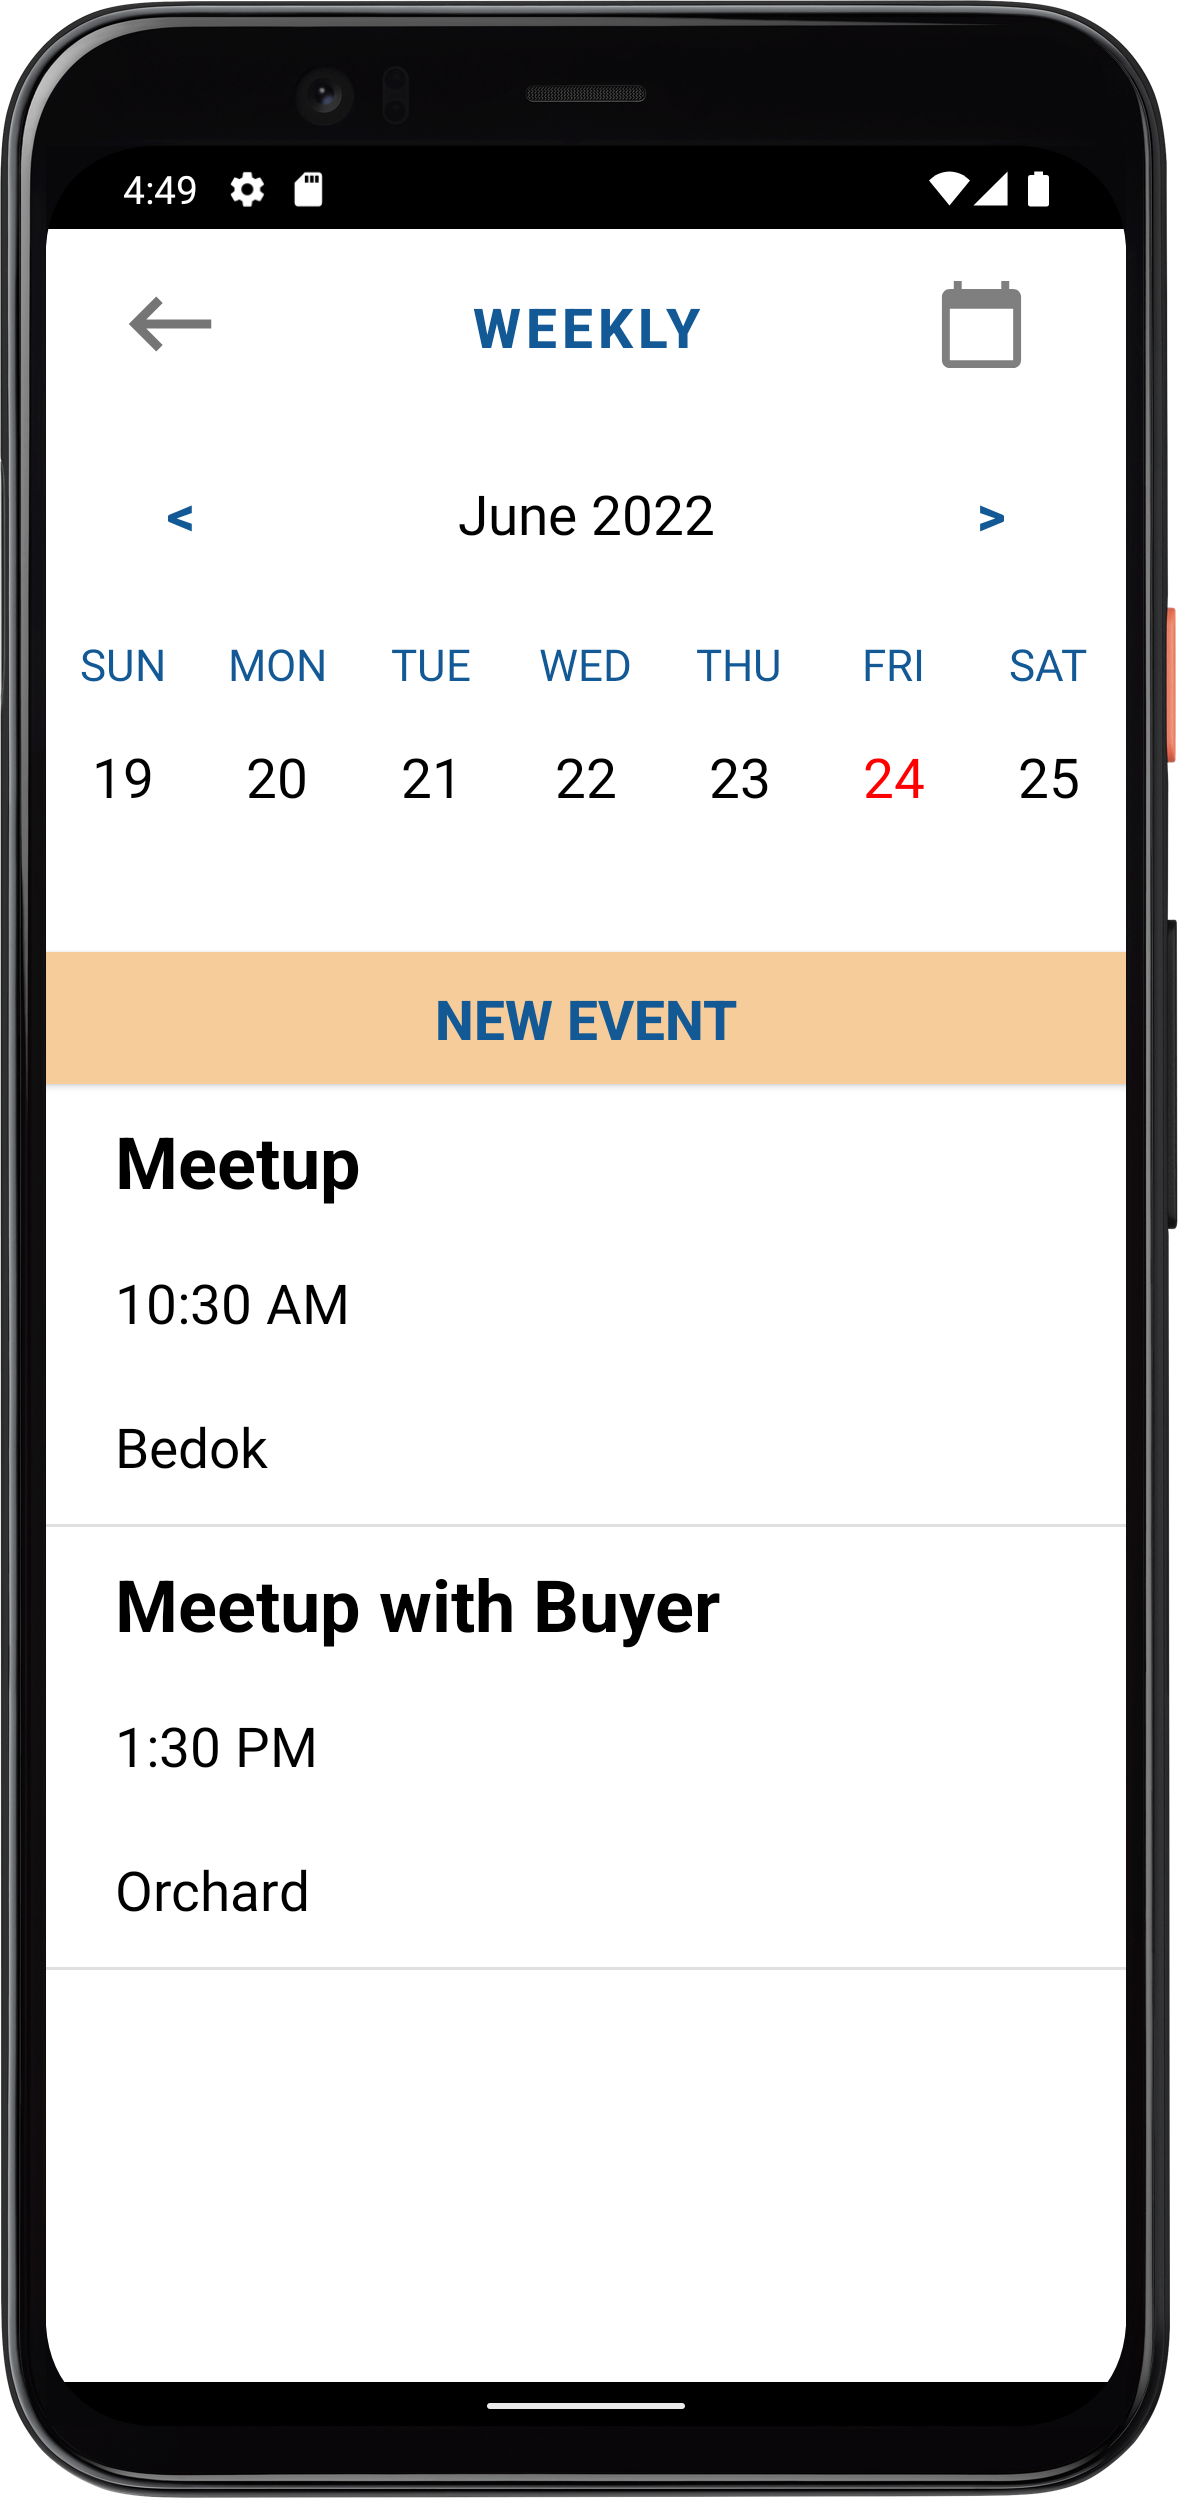 4:49
WEEKLY
< June 2022 >
SUN MON TUE WED THU FRI SAT
19 20 21 22 23 24 25
NEW EVENT
Meetup
10:30 AM
Bedok
Meetup with Buyer
1:30 PM
Orchard